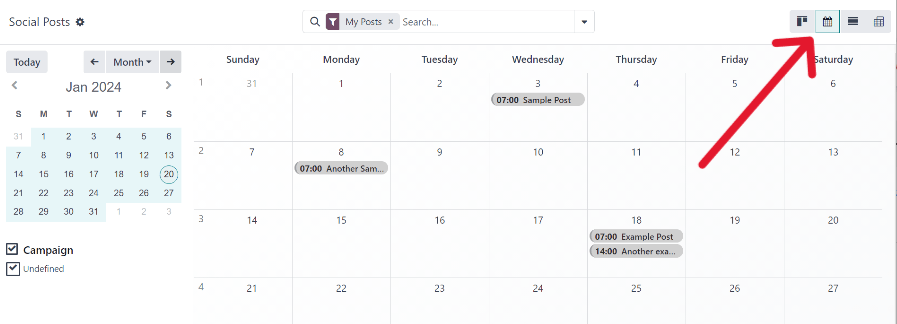 Social Posts
My Posts × Search...
Today
Month
Jan 2024
S M T W T F S
31 1 2 3 4 5 6
7 8 9 10 11 12 13
14 15 16 17 18 19 20
21 22 23 24 25 26 27
28 29 30 31 1 2 3
Campaign
Undefined
Sunday Monday Tuesday Wednesday Thursday Friday Saturday
1 31 1 2 3 4 5 6
07:00 Sample Post
2 7 8 9 10 11 12 13
07:00 Another Sam...
3 14 15 16 17 18 19 20
07:00 Example Post
14:00 Another exa...
4 21 22 23 24 25 26 27